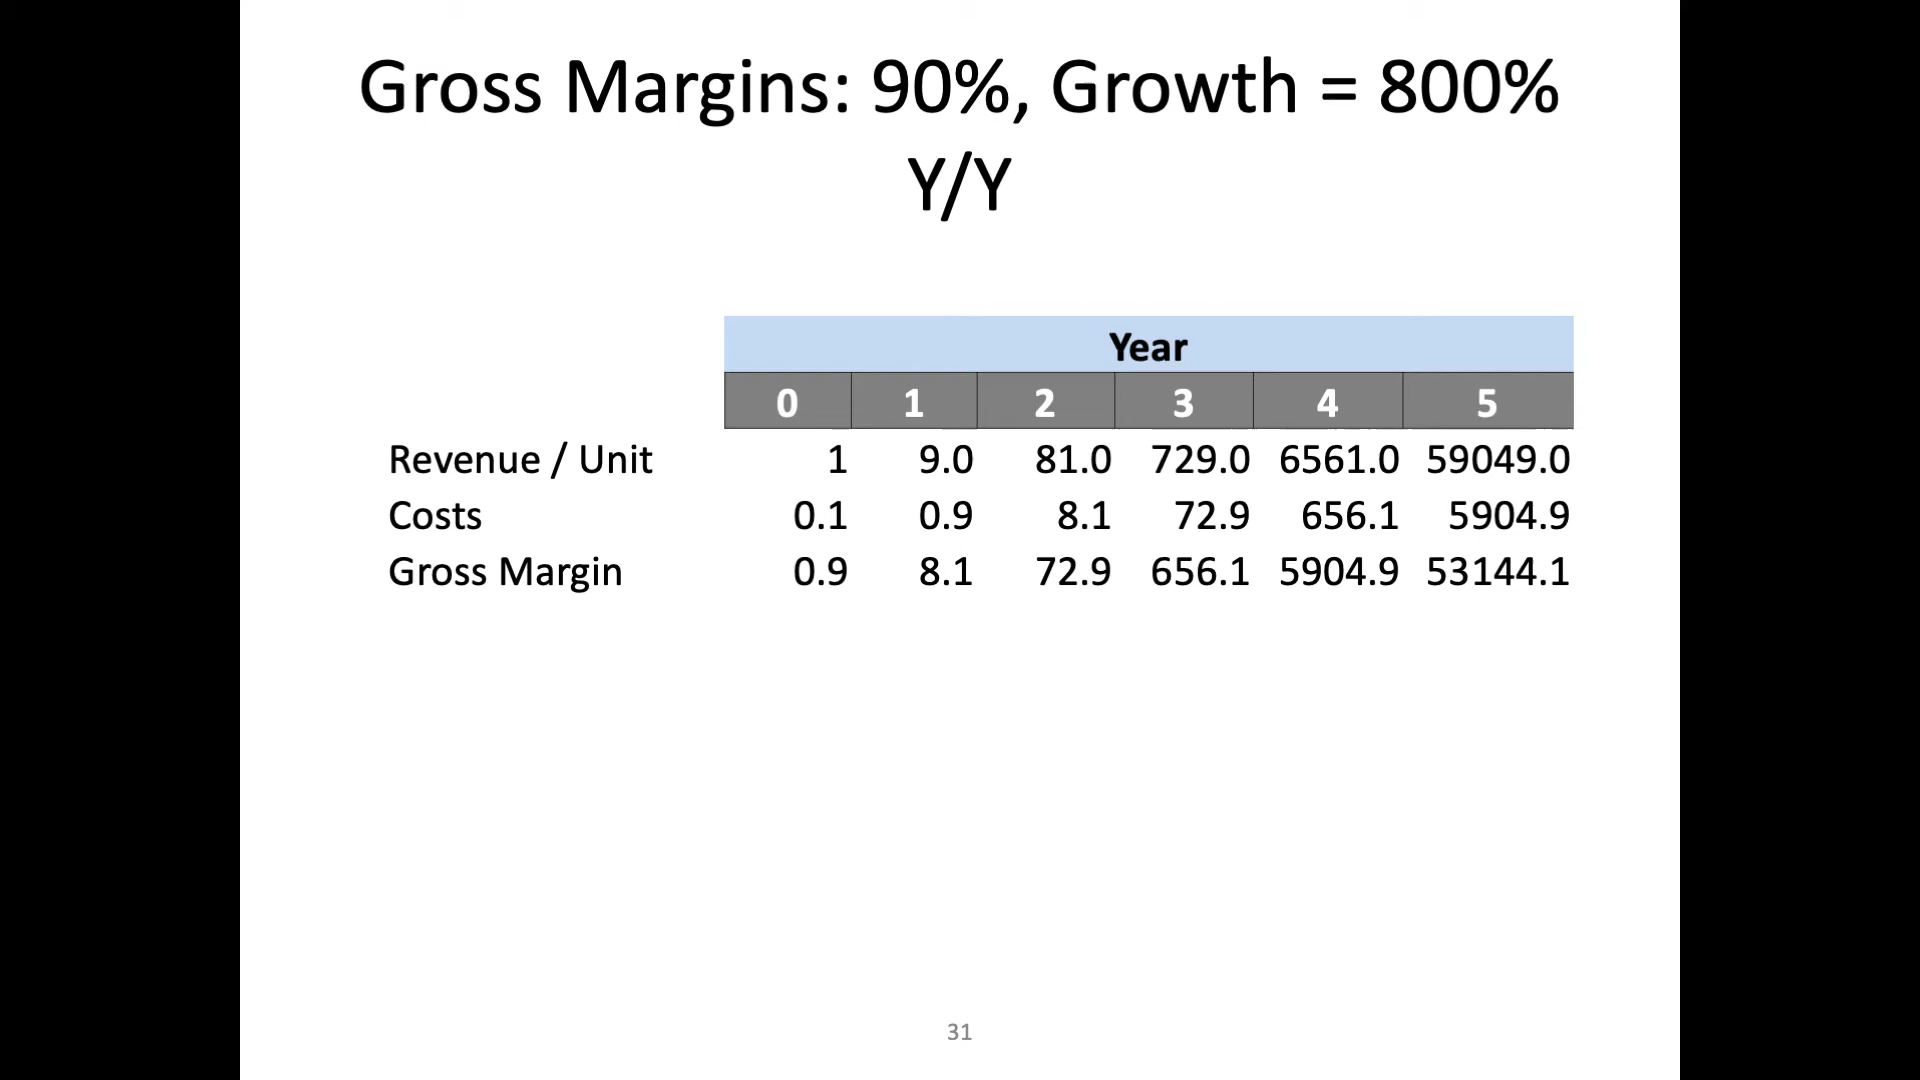 Gross Margins: 90%, Growth = 800%
Y/Y
Year
0 1 2 3 4 5
Revenue / Unit 1 9.0 81.0 729.0 6561.0 59049.0
Costs 0.1 0.9 8.1 72.9 656.1 5904.9
Gross Margin 0.9 8.1 72.9 656.1 5904.9 53144.1
31